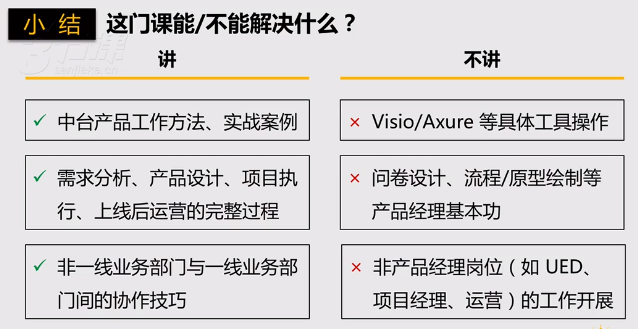 小 结 这门课能/不能解决什么？
讲
不讲
✓ 中台产品工作方法、实战案例
× Visio/Axure 等具体工具操作
✓ 需求分析、产品设计、项目执
行、上线后运营的完整过程
× 问卷设计、流程/原型绘制等
产品经理基本功
✓ 非一线业务部门与一线业务部
门间的协作技巧
× 非产品经理岗位（如 UED、
项目经理、运营）的工作开展